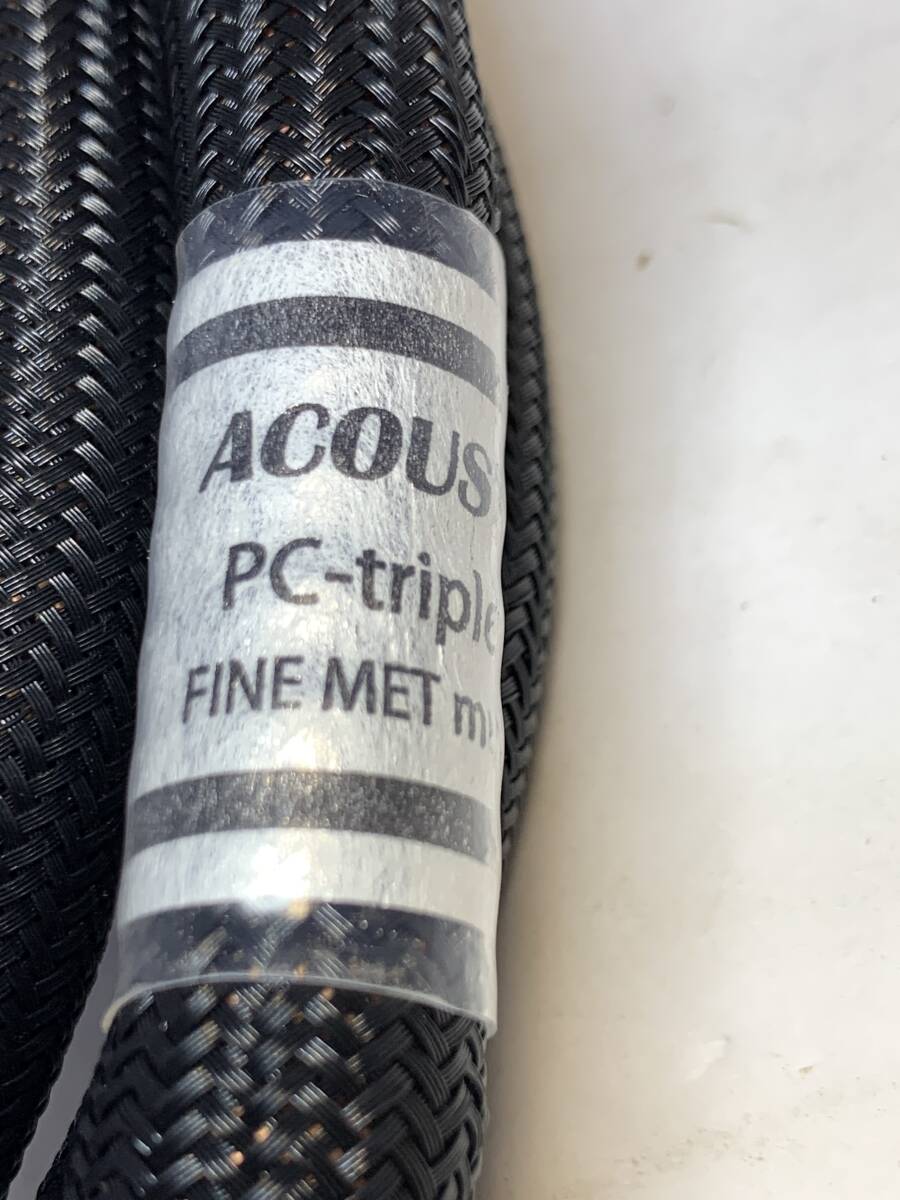 ACOUS
PC-triple
FINE MET